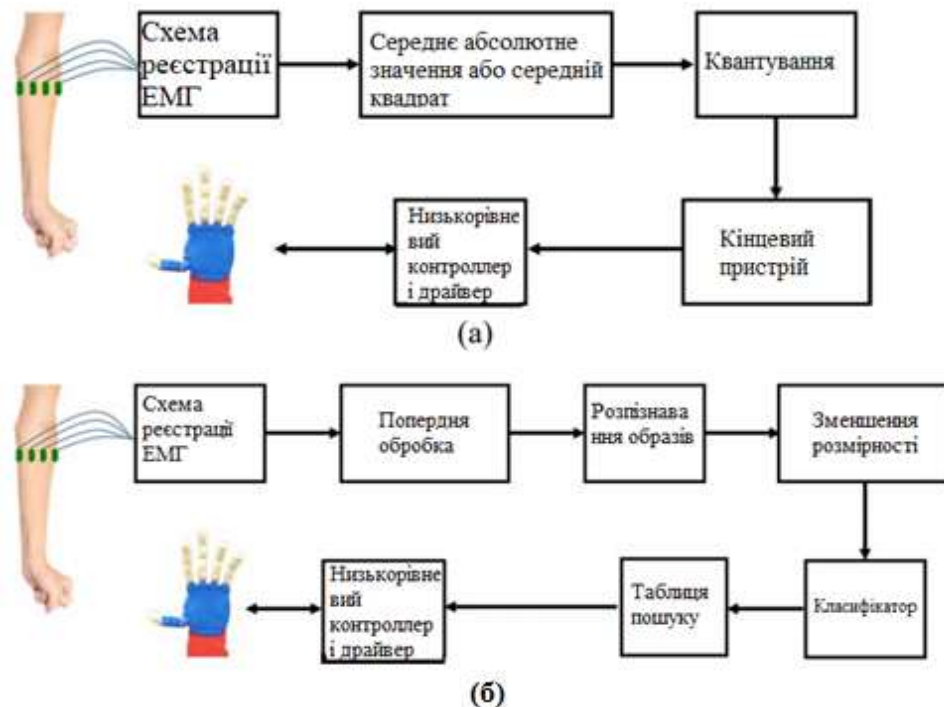 Схема
реєстрації
ЕМГ
Середнє абсолютне
значення або середній
квадрат
Квантування
Низькорівне
вий
контроллер
і драйвер
Кінцевий
пристрій
(а)
Схема
реєстрації
ЕМГ
Попердня
обробка
Розпізнава
ання образів
Зменшення
розмірності
Низькорівне
вий
контроллер
і драйвер
Таблиця
пошуку
Класифікатор
(б)